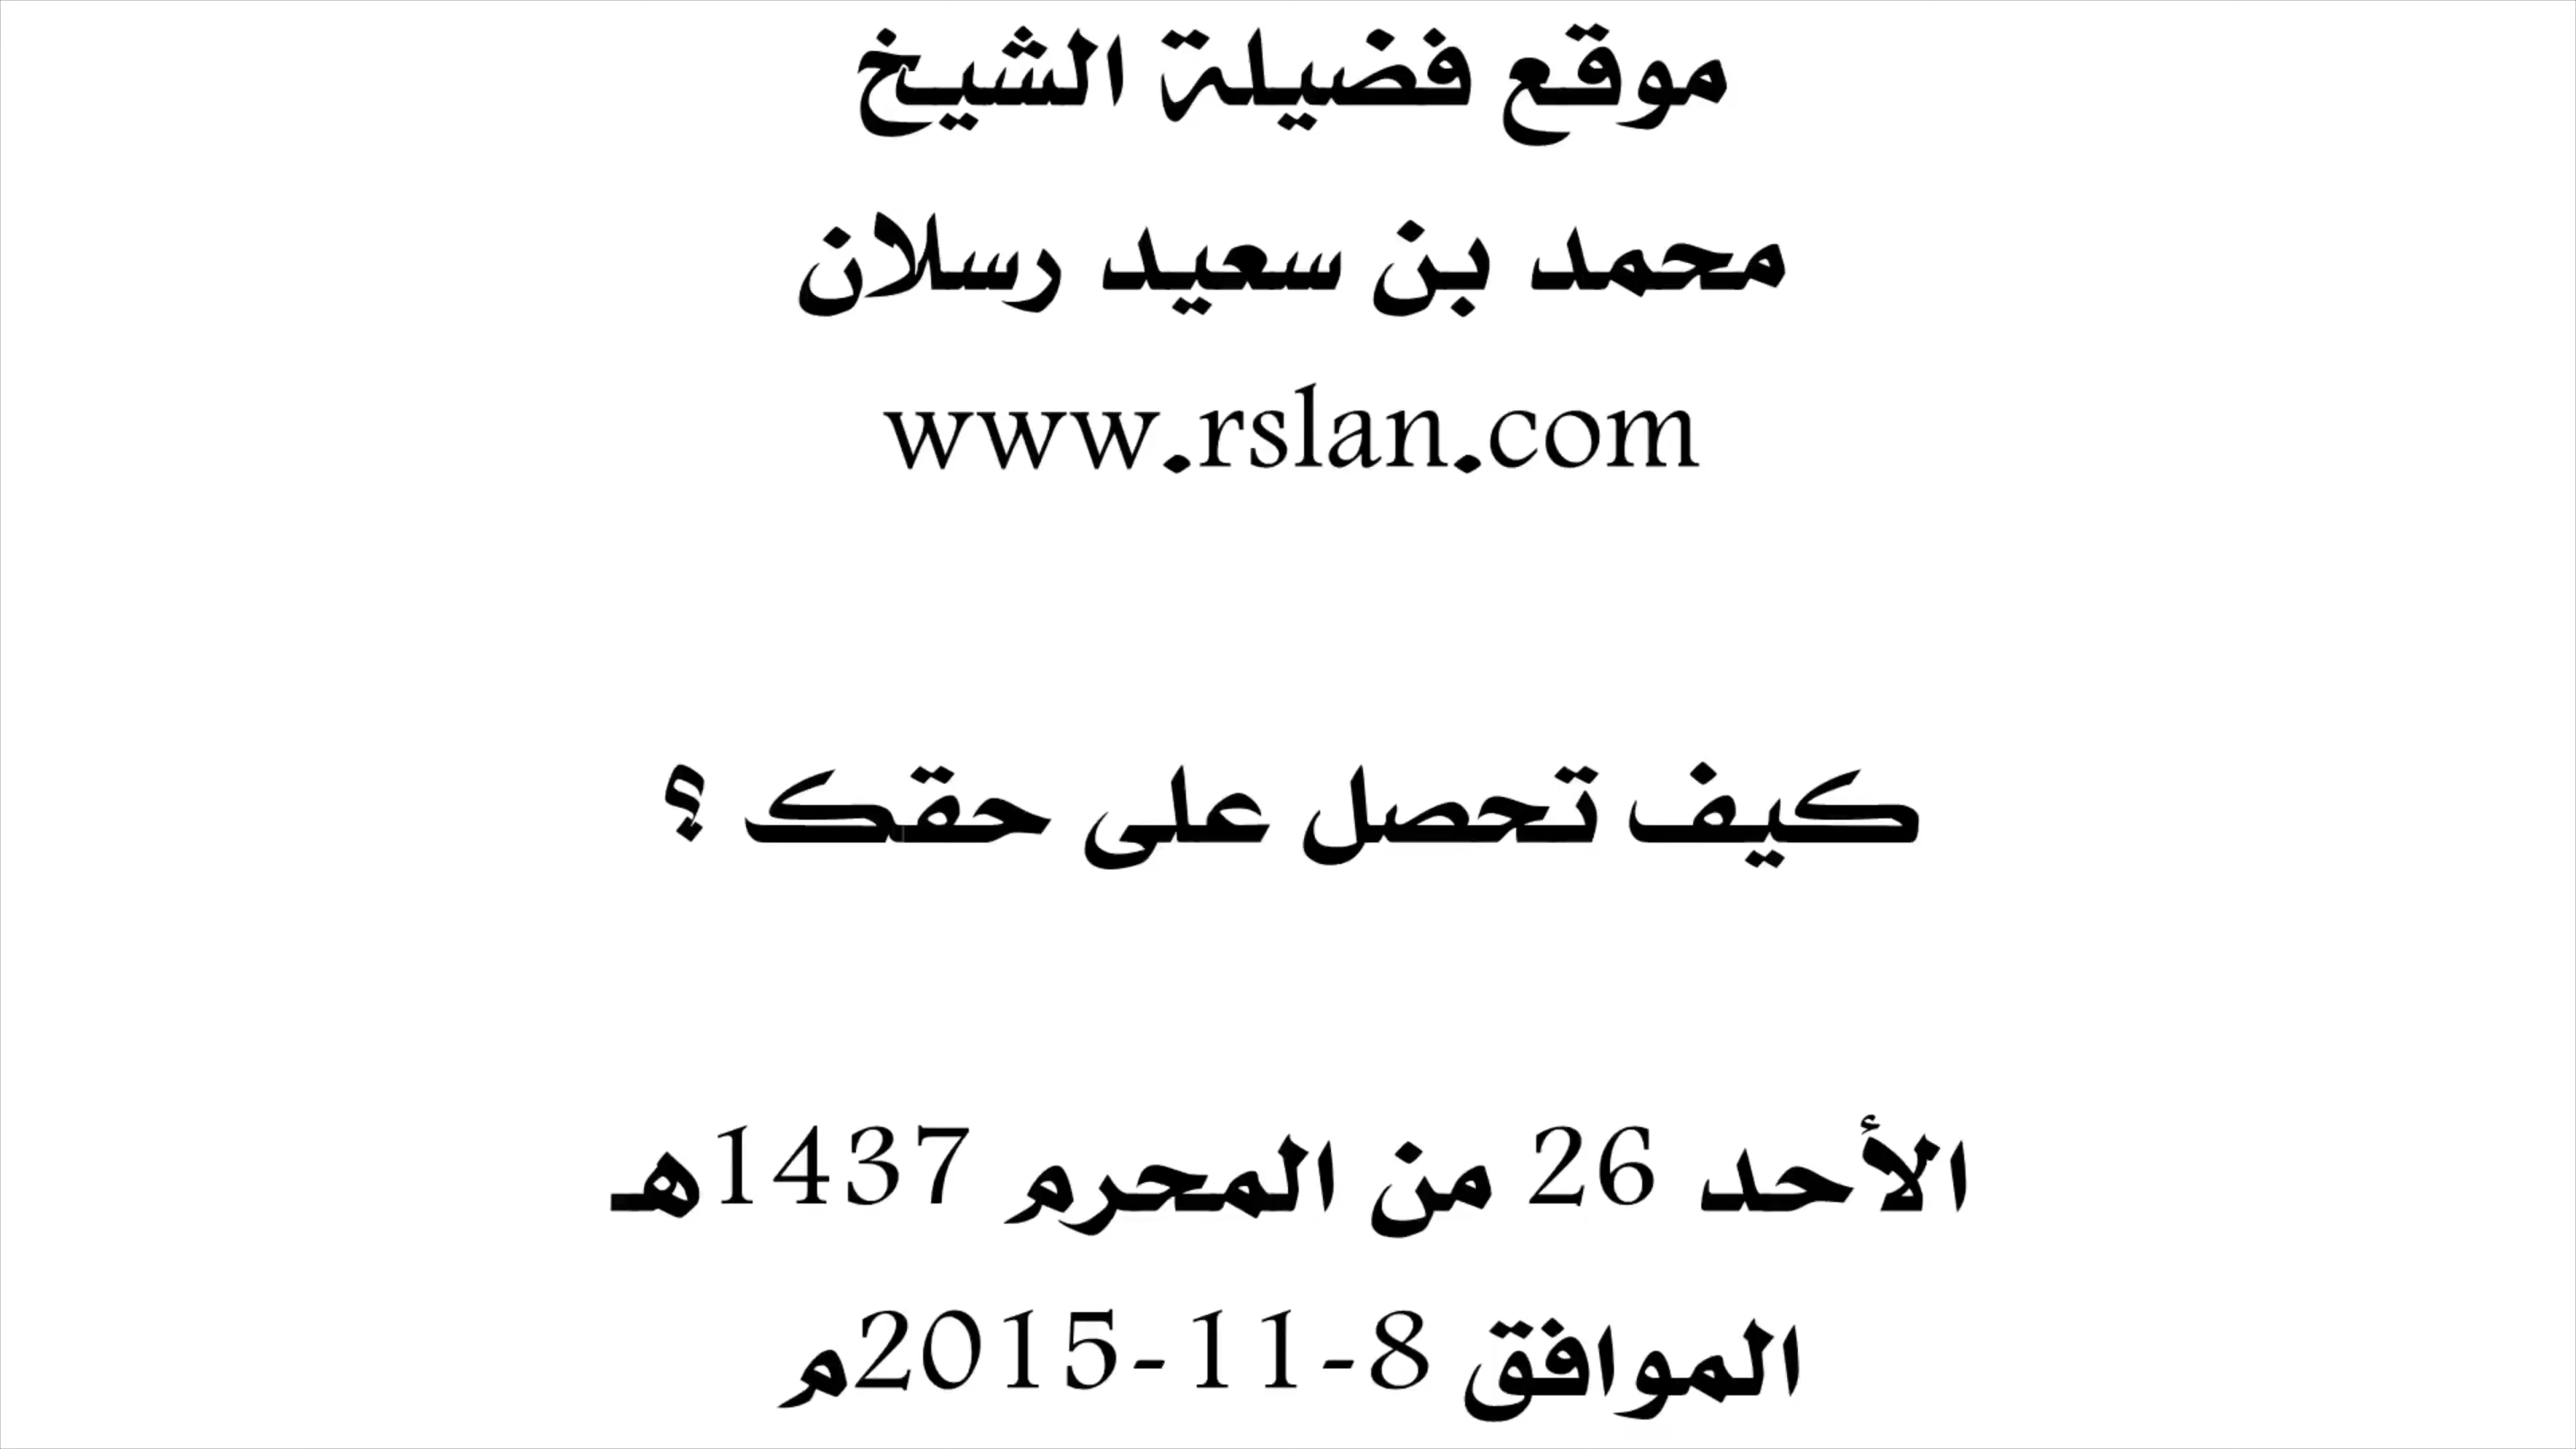 موقع فضيلة الشيخ
محمد بن سعيد رسلان
www.rslan.com
كيف تحصل على حقك ؟
الأحد 26 من المحرم 1437هـ
الموافق 8-11-2015م